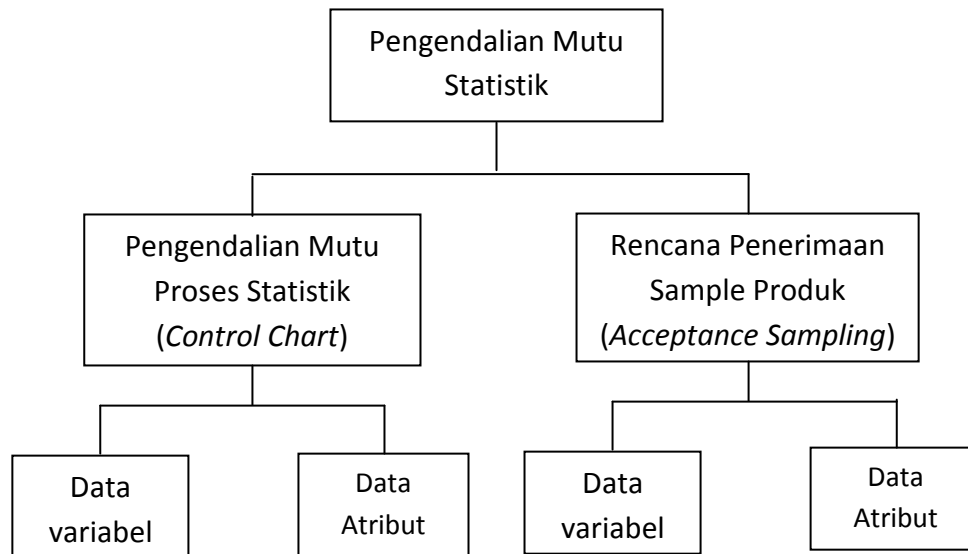 Pengendalian Mutu
Statistik
Pengendalian Mutu
Proses Statistik
(Control Chart)
Rencana Penerimaan
Sample Produk
(Acceptance Sampling)
Data
variabel
Data
Atribut
Data
variabel
Data
Atribut